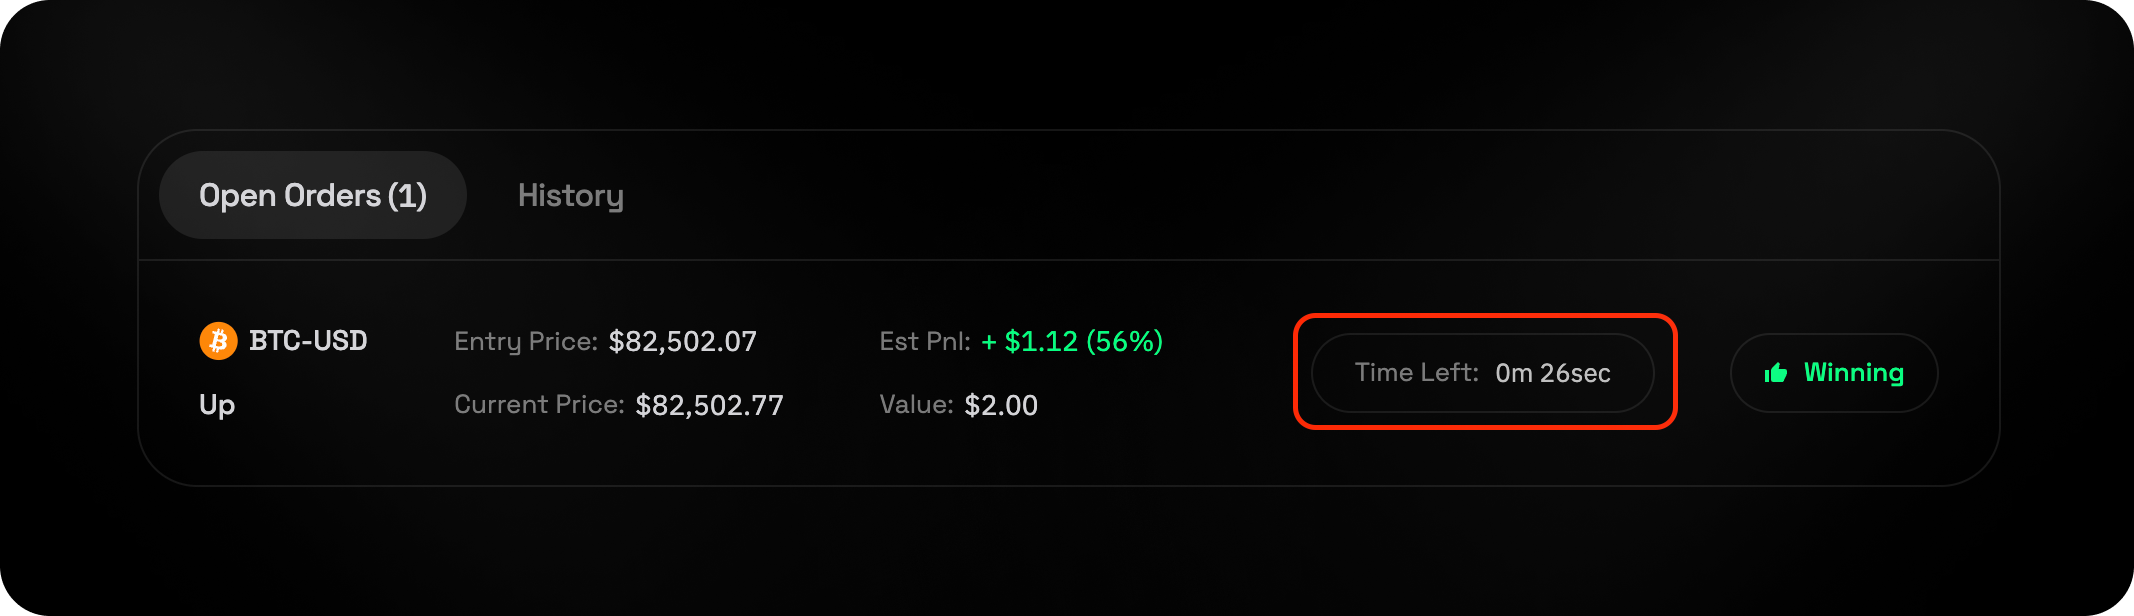 Open Orders (1) History
BTC-USD Entry Price: $82,502.07 Est Pnl: + $1.12 (56%)
Time Left: 0m 26sec Winning
Up Current Price: $82,502.77 Value: $2.00